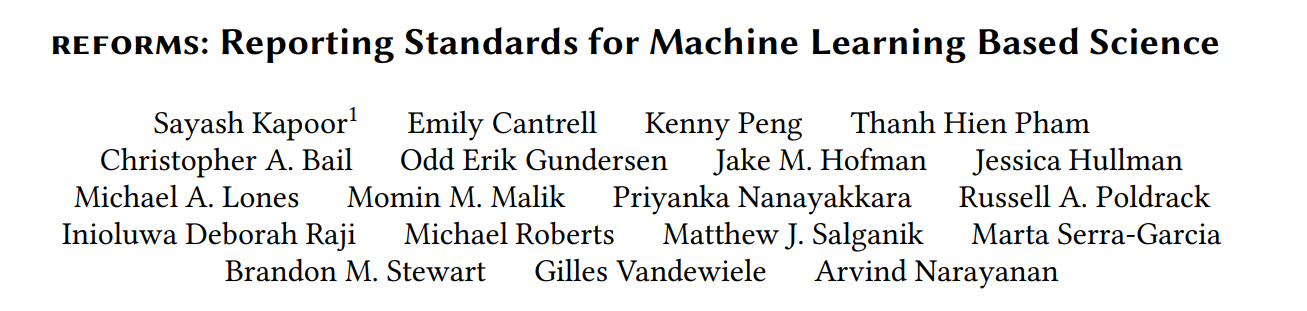 REFORMS: Reporting Standards for Machine Learning Based Science
Sayash Kapoor¹ Emily Cantrell Kenny Peng Thanh Hien Pham
Christopher A. Bail Odd Erik Gundersen Jake M. Hofman Jessica Hullman
Michael A. Lones Momin M. Malik Priyanka Nanayakkara Russell A. Poldrack
Inioluwa Deborah Raji Michael Roberts Matthew J. Salganik Marta Serra-Garcia
Brandon M. Stewart Gilles Vandewiele Arvind Narayanan